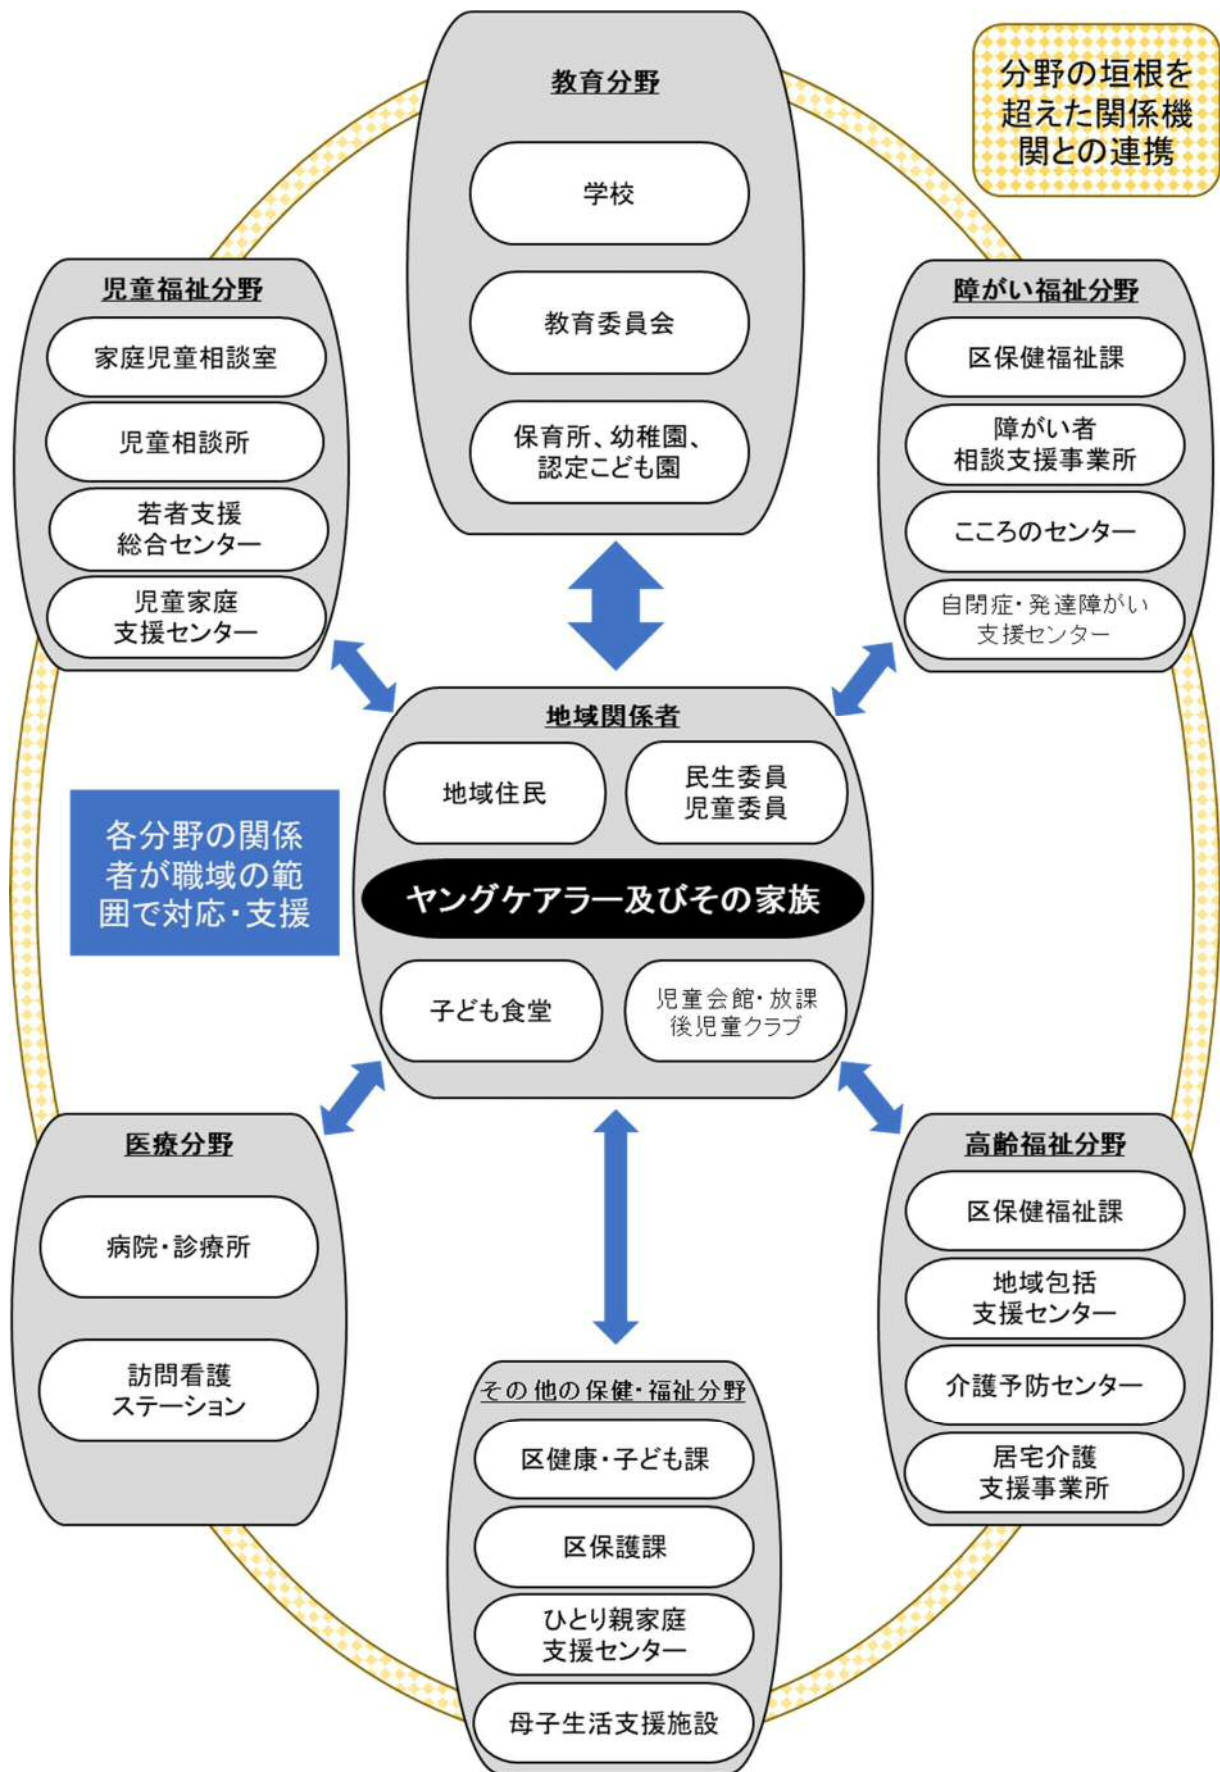 教育分野
学校
教育委員会
保育所、幼稚園、
認定こども園
分野の垣根を
超えた関係機
関との連携
児童福祉分野
家庭児童相談室
児童相談所
若者支援
総合センター
児童家庭
支援センター
障がい福祉分野
区保健福祉課
障がい者
相談支援事業所
こころのセンター
自閉症・発達障がい
支援センター
地域関係者
地域住民
民生委員
児童委員
ヤングケアラー及びその家族
子ども食堂
児童会館・放課
後児童クラブ
各分野の関係
者が職域の範
囲で対応・支援
医療分野
病院・診療所
訪問看護
ステーション
その他の保健・福祉分野
区健康・子ども課
区保護課
ひとり親家庭
支援センター
母子生活支援施設
高齢福祉分野
区保健福祉課
地域包括
支援センター
介護予防センター
居宅介護
支援事業所